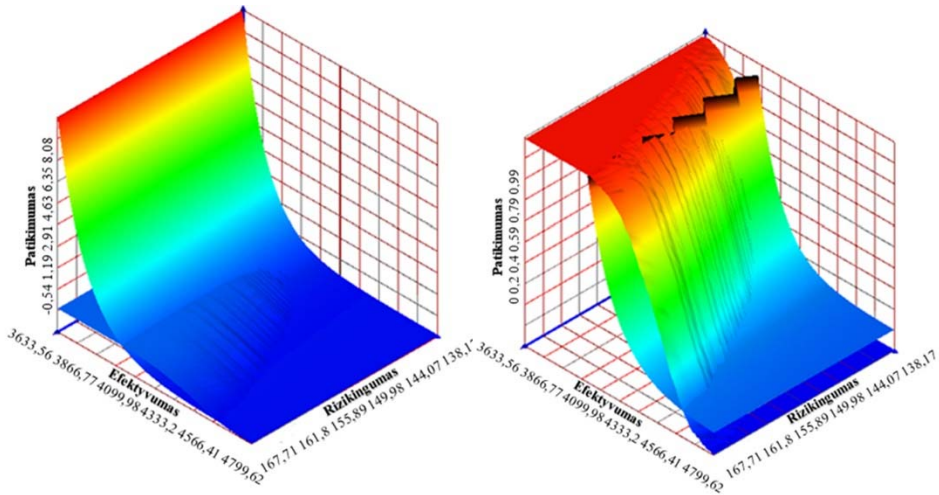 Patikimumas
-0,54 1,19 2,91 4,63 6,35 8,08
3633,56 3866,77 4099,98 4333,2 4566,41 4799,62
Efektyvumas
Rizikingumas
167,71 161,8 155,89 149,98 144,07 138,17
Patikimumas
0 0,2 0,4 0,59 0,79 0,99
3633,56 3866,77 4099,98 4333,2 4566,41 4799,62
Efektyvumas
Rizikingumas
167,71 161,8 155,89 149,98 144,07 138,17